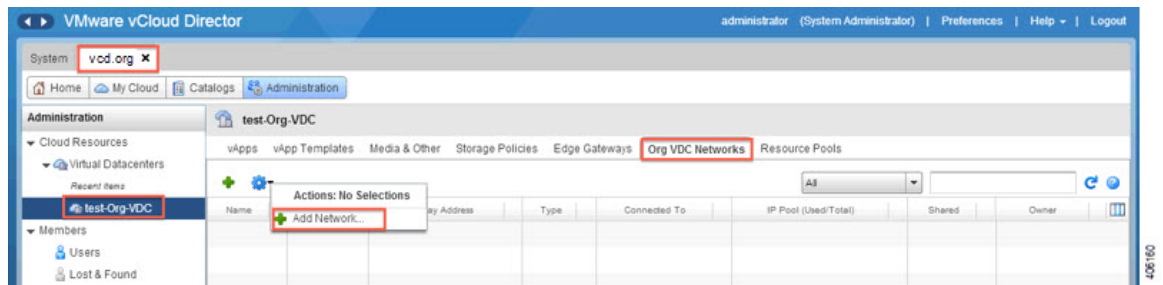 VMware vCloud Director administrator (System Administrator) | Preferences | Help | Logout
System vcd.org ×
Home My Cloud Catalogs Administration
Administration test-Org-VDC
Cloud Resources vApps vApp Templates Media & Other Storage Policies Edge Gateways Org VDC Networks Resource Pools
Virtual Datacenters
Recent items Actions: No Selections All
test-Org-VDC Name Add Network... ay Address Type Connected To IP Pool (Used/Total) Shared Owner
Members
Users
Lost & Found
406160